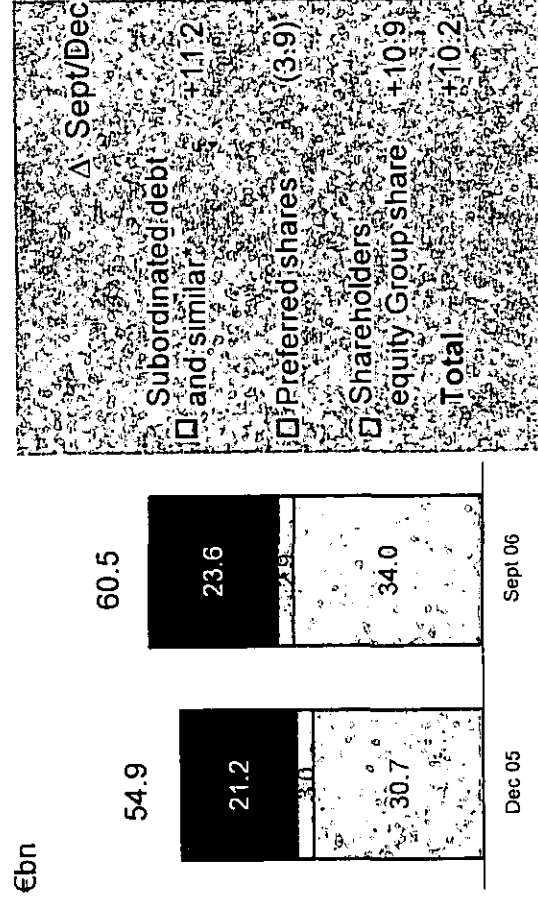 €bn
54.9
21.2
3.0
30.7
Dec 05
60.5
23.6
2.9
34.0
Sept 06
Δ Sept/Dec
Subordinated debt
and similar +11.2
Preferred shares (3.9)
Shareholders'
equity Group share +10.9
Total +10.2